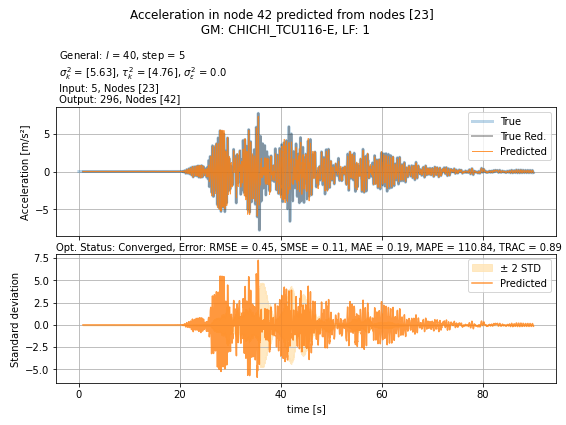 Acceleration in node 42 predicted from nodes [23]
GM: CHICHI_TCU116-E, LF: 1
General: l = 40, step = 5
σ²ₖ = [5.63], τ²ₖ = [4.76], σ²ε = 0.0
Input: 5, Nodes [23]
Output: 296, Nodes [42]
Acceleration [m/s²]
5
0
−5
True
True Red.
Predicted
Opt. Status: Converged, Error: RMSE = 0.45, SMSE = 0.11, MAE = 0.19, MAPE = 110.84, TRAC = 0.89
Standard deviation
7.5
5.0
2.5
0.0
−2.5
−5.0
± 2 STD
Predicted
0 20 40 60 80
time [s]